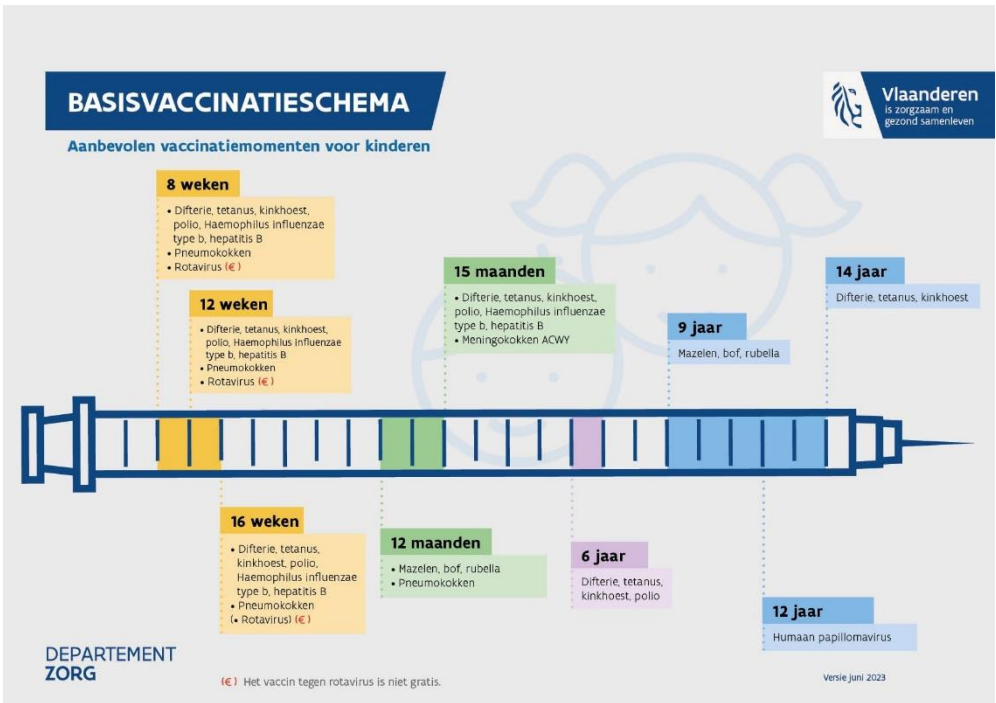 BASISVACCINATIESCHEMA
Vlaanderen
is zorgzaam en
gezond samenleven
Aanbevolen vaccinatiemomenten voor kinderen
8 weken
• Difterie, tetanus, kinkhoest,
polio, Haemophilus influenzae
type b, hepatitis B
• Pneumokokken
• Rotavirus (€)
12 weken
• Difterie, tetanus, kinkhoest,
polio, Haemophilus influenzae
type b, hepatitis B
• Pneumokokken
• Rotavirus (€)
15 maanden
• Difterie, tetanus, kinkhoest,
polio, Haemophilus influenzae
type b, hepatitis B
• Meningokokken ACWY
9 jaar
Mazelen, bof, rubella
14 jaar
Difterie, tetanus, kinkhoest
16 weken
• Difterie, tetanus,
kinkhoest, polio,
Haemophilus influenzae
type b, hepatitis B
• Pneumokokken
(• Rotavirus) (€)
12 maanden
• Mazelen, bof, rubella
• Pneumokokken
6 jaar
Difterie, tetanus,
kinkhoest, polio
12 jaar
Humaan papillomavirus
DEPARTEMENT
ZORG
(€) Het vaccin tegen rotavirus is niet gratis.
Versie juni 2023